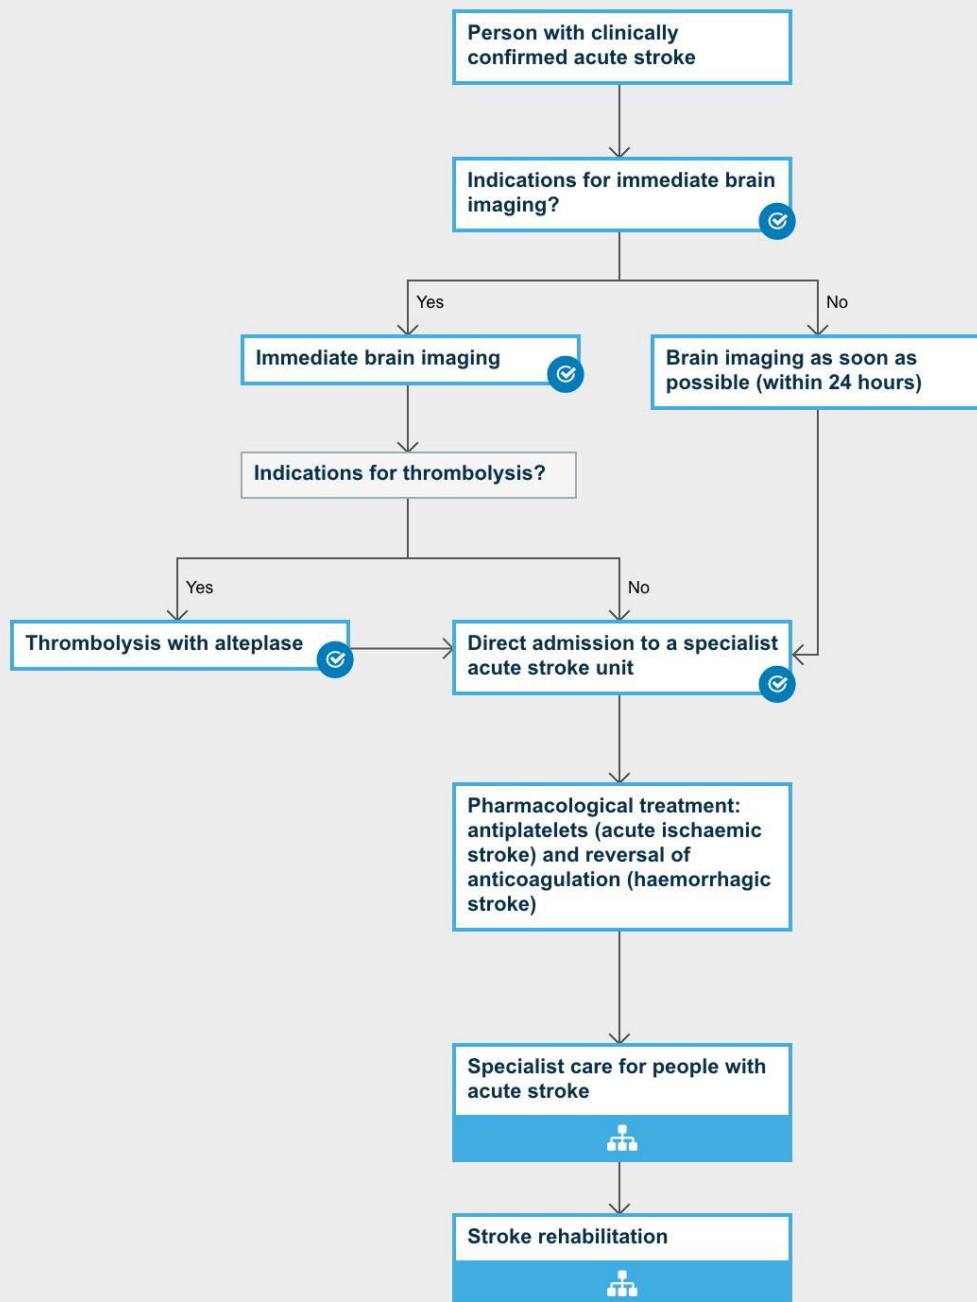 Person with clinically
confirmed acute stroke
Indications for immediate brain
imaging?
Yes
No
Immediate brain imaging
Brain imaging as soon as
possible (within 24 hours)
Indications for thrombolysis?
Yes
No
Thrombolysis with alteplase
Direct admission to a specialist
acute stroke unit
Pharmacological treatment:
antiplatelets (acute ischaemic
stroke) and reversal of
anticoagulation (haemorrhagic
stroke)
Specialist care for people with
acute stroke
Stroke rehabilitation